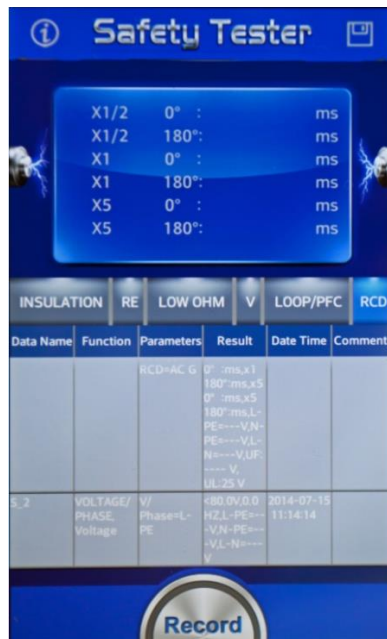 Safety Tester
X1/2 0° : ms
X1/2 180°: ms
X1 0° : ms
X1 180°: ms
X5 0° : ms
X5 180°: ms
INSULATION RE LOW OHM V LOOP/PFC RCD
Data Name Function Parameters Result Date Time Comment
RCD=AC G
0° :ms,x1
180°:ms,x5
0° :ms,x5
180°:ms,L-
PE=---V,N-
PE=---V,L-
N=---V,UF:
---- V,
UL:25 V
S_2
VOLTAGE/
PHASE,
Voltage
V/
Phase=L-
PE
<80.0V,0.0
HZ,L-PE=--
-V,N-PE=--
-V,L-N=---
V
2014-07-15
11:14:14
Record